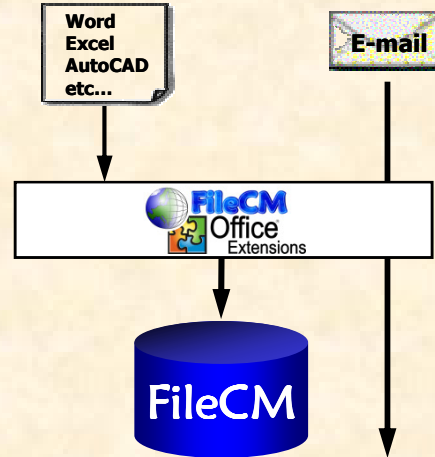 Word
Excel
AutoCAD
etc...
E-mail
FileCM
Office
Extensions
FileCM